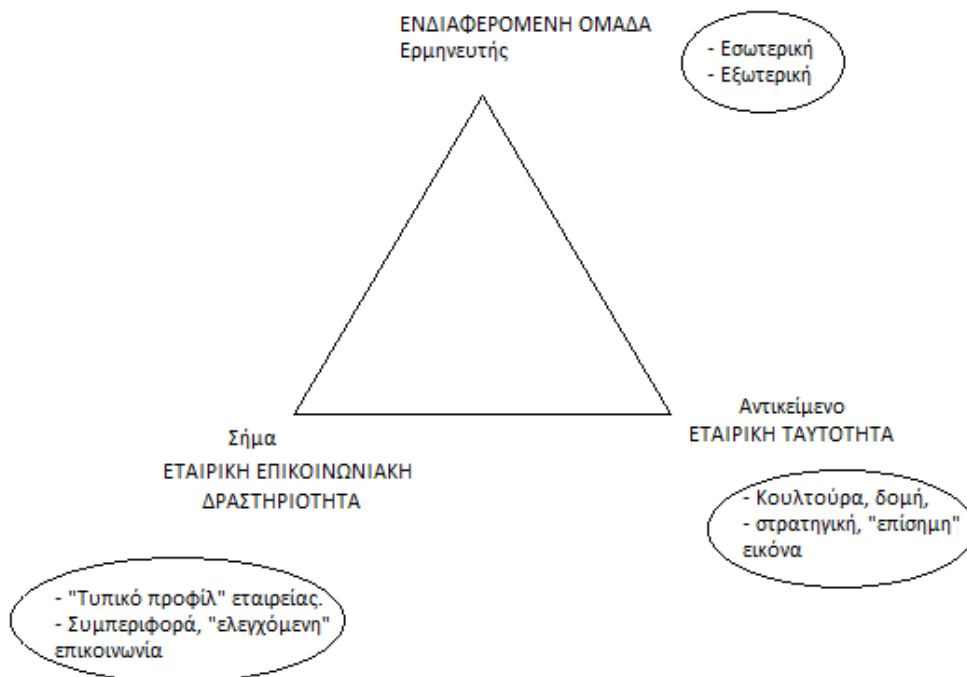 ΕΝΔΙΑΦΕΡΟΜΕΝΗ ΟΜΑΔΑ
Ερμηνευτής
- Εσωτερική
- Εξωτερική
Σήμα
ΕΤΑΙΡΙΚΗ ΕΠΙΚΟΙΝΩΝΙΑΚΗ
ΔΡΑΣΤΗΡΙΟΤΗΤΑ
Αντικείμενο
ΕΤΑΙΡΙΚΗ ΤΑΥΤΟΤΗΤΑ
- Κουλτούρα, δομή,
- στρατηγική, "επίσημη"
εικόνα
- "Τυπικό προφίλ" εταιρείας.
- Συμπεριφορά, "ελεγχόμενη"
επικοινωνία